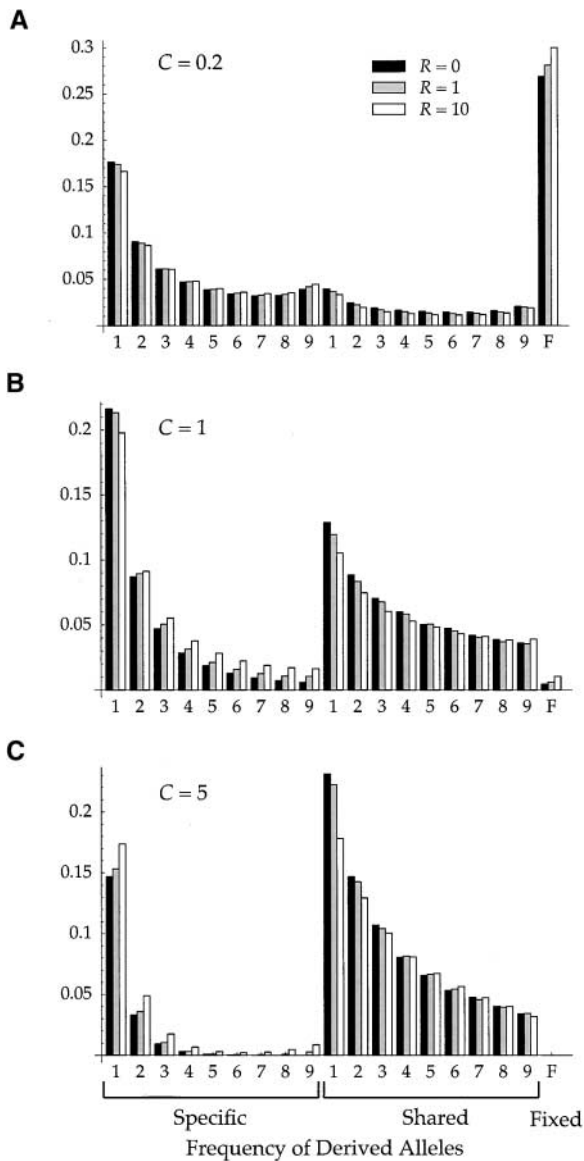 A
C = 0.2
R = 0
R = 1
R = 10
0.3
0.25
0.2
0.15
0.1
0.05
1 2 3 4 5 6 7 8 9 1 2 3 4 5 6 7 8 9 F
B
C = 1
0.2
0.15
0.1
0.05
1 2 3 4 5 6 7 8 9 1 2 3 4 5 6 7 8 9 F
C
C = 5
0.2
0.15
0.1
0.05
1 2 3 4 5 6 7 8 9 1 2 3 4 5 6 7 8 9 F
Specific Shared Fixed
Frequency of Derived Alleles